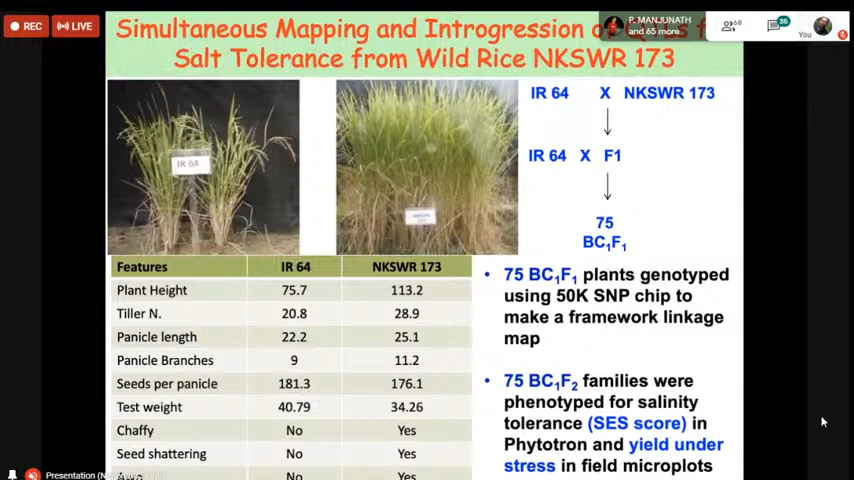 REC
LIVE
P. MANJUNATH
and 65 more
68
35
You
Simultaneous Mapping and Introgression of QTLs f
Salt Tolerance from Wild Rice NKSWR 173
IR 64
IR 64 X NKSWR 173
IR 64 X F1
75
BC1F1
Features IR 64 NKSWR 173
Plant Height 75.7 113.2
Tiller N. 20.8 28.9
Panicle length 22.2 25.1
Panicle Branches 9 11.2
Seeds per panicle 181.3 176.1
Test weight 40.79 34.26
Chaffy No Yes
Seed shattering No Yes
No Yes
• 75 BC1F1 plants genotyped
using 50K SNP chip to
make a framework linkage
map
• 75 BC1F2 families were
phenotyped for salinity
tolerance (SES score) in
Phytotron and yield under
stress in field microplots
Presentation